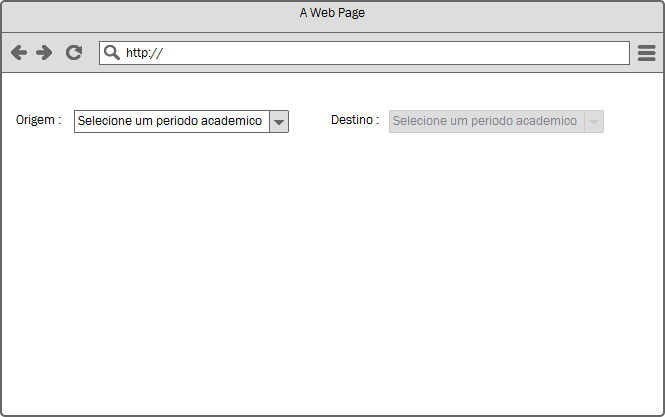 A Web Page
http://
Origem : Selecione um periodo academico Destino : Selecione um periodo academico